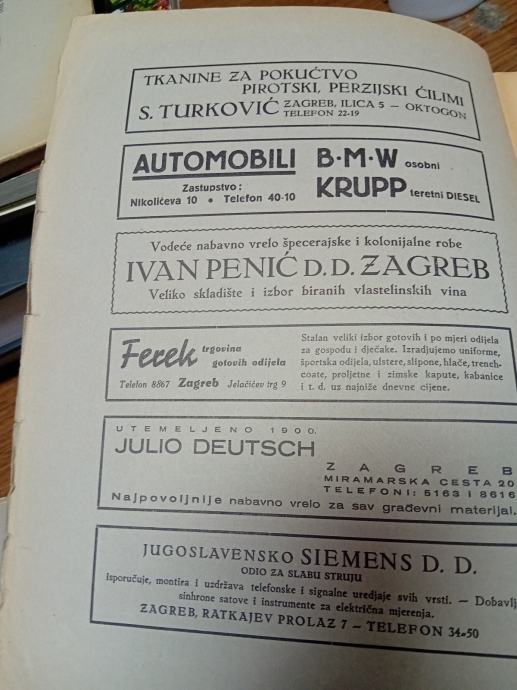 TKANINE ZA POKUĆTVO
PIROTSKI, PERZIJSKI ĆILIMI
S. TURKOVIĆ ZAGREB, ILICA 5 — OKTOGON
TELEFON 22-19
AUTOMOBILI B·M·W osobni
Zastupstvo:
Nikolićeva 10 • Telefon 40-10
KRUPP teretni DIESEL
Vodeće nabavno vrelo špecerajske i kolonijalne robe
IVAN PENIĆ D. D. ZAGREB
Veliko skladište i izbor biranih vlastelinskih vina
Ferek trgovina
gotovih odijela
Telefon 8867 Zagreb Jelačićev trg 9
Stalan veliki izbor gotovih i po mjeri odijela
za gospodu i dječake. Izradjujemo uniforme,
športska odijela, ulstere, slipone, hlače, trench-
coate, proljetne i zimske kapute, kabanice
i t. d. uz najniže dnevne cijene.
UTEMELJENO 1900.
JULIO DEUTSCH
ZAGREB
MIRAMARSKA CESTA 20
TELEFONI: 5163 I 8616
Najpovoljnije nabavno vrelo za sav građevni materijal.
JUGOSLAVENSKO SIEMENS D. D.
ODIO ZA SLABU STRUJU
Isporučuje, montira i uzdržava telefonske i signalne uredjaje svih vrsti. — Dobavlj
sinhrone satove i instrumente za električna mjerenja.
ZAGREB, RATKAJEV PROLAZ 7 — TELEFON 34-50